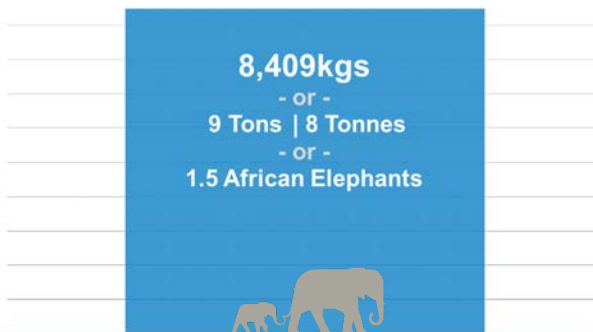 8,409kgs
- or -
9 Tons | 8 Tonnes
- or -
1.5 African Elephants